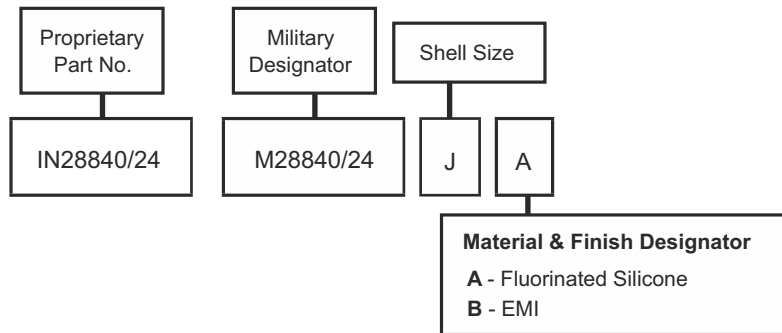 Proprietary
Part No.
Military
Designator
Shell Size
IN28840/24
M28840/24
J
A
Material & Finish Designator
A - Fluorinated Silicone
B - EMI